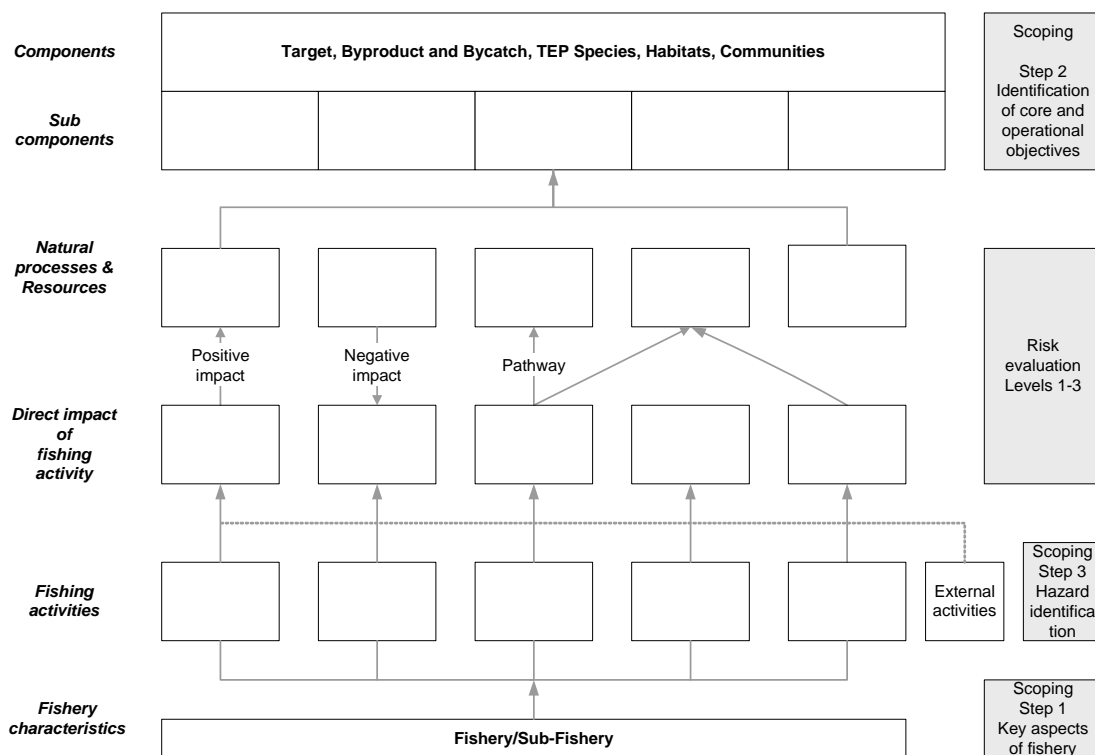 Components
Target, Byproduct and Bycatch, TEP Species, Habitats, Communities
Scoping
Step 2
Identification
of core and
operational
objectives
Sub
components
Natural
processes &
Resources
Positive
impact
Negative
impact
Pathway
Risk
evaluation
Levels 1-3
Direct impact
of
fishing
activity
Fishing
activities
External
activities
Scoping
Step 3
Hazard
identifica
tion
Fishery
characteristics
Fishery/Sub-Fishery
Scoping
Step 1
Key aspects
of fishery